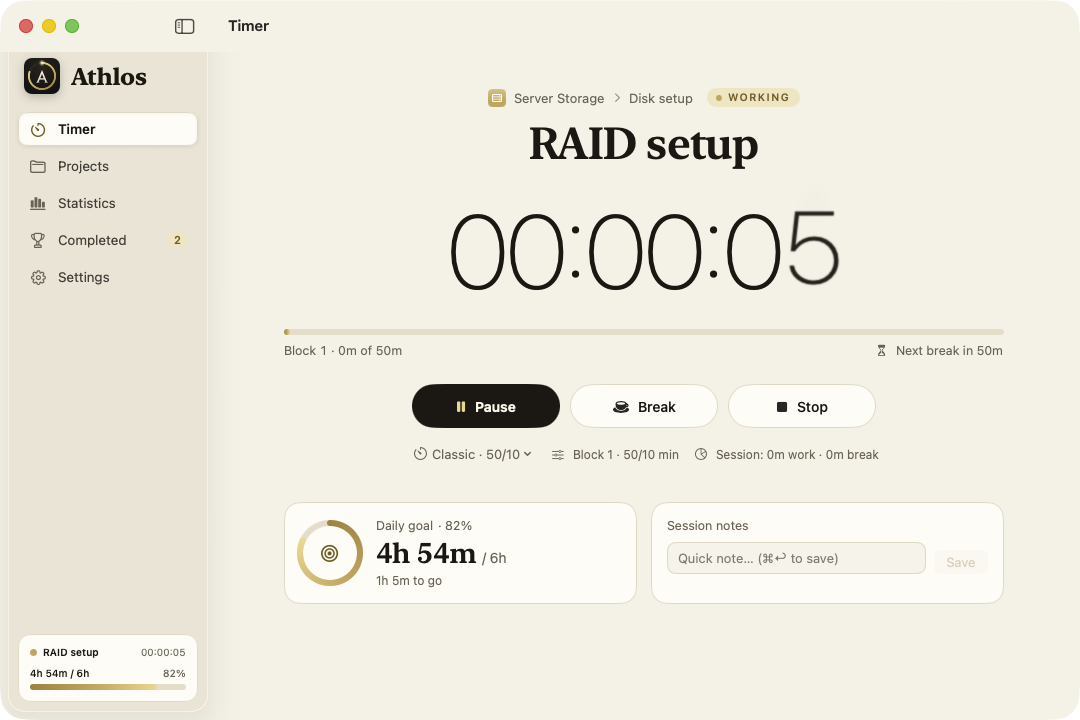 Timer
A
Athlos
Timer
Projects
Statistics
Completed 2
Settings
Server Storage > Disk setup WORKING
RAID setup
00:00:05
Block 1 · 0m of 50m
Next break in 50m
Pause
Break
Stop
Classic · 50/10
Block 1 · 50/10 min
Session: 0m work · 0m break
Daily goal · 82%
4h 54m / 6h
1h 5m to go
Session notes
Quick note... (⌘↩ to save)
Save
RAID setup 00:00:05
4h 54m / 6h 82%